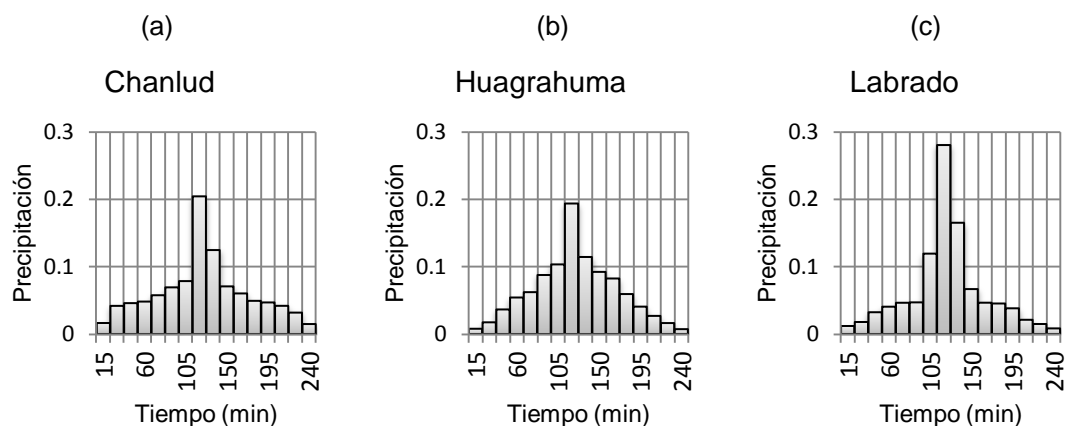 (a)
(b)
(c)
Chanlud
Huagrahuma
Labrado
Precipitación
0.3
0.2
0.1
0
15
60
105
150
195
240
Tiempo (min)
Precipitación
0.3
0.2
0.1
0
15
60
105
150
195
240
Tiempo (min)
Precipitación
0.3
0.2
0.1
0
15
60
105
150
195
240
Tiempo (min)